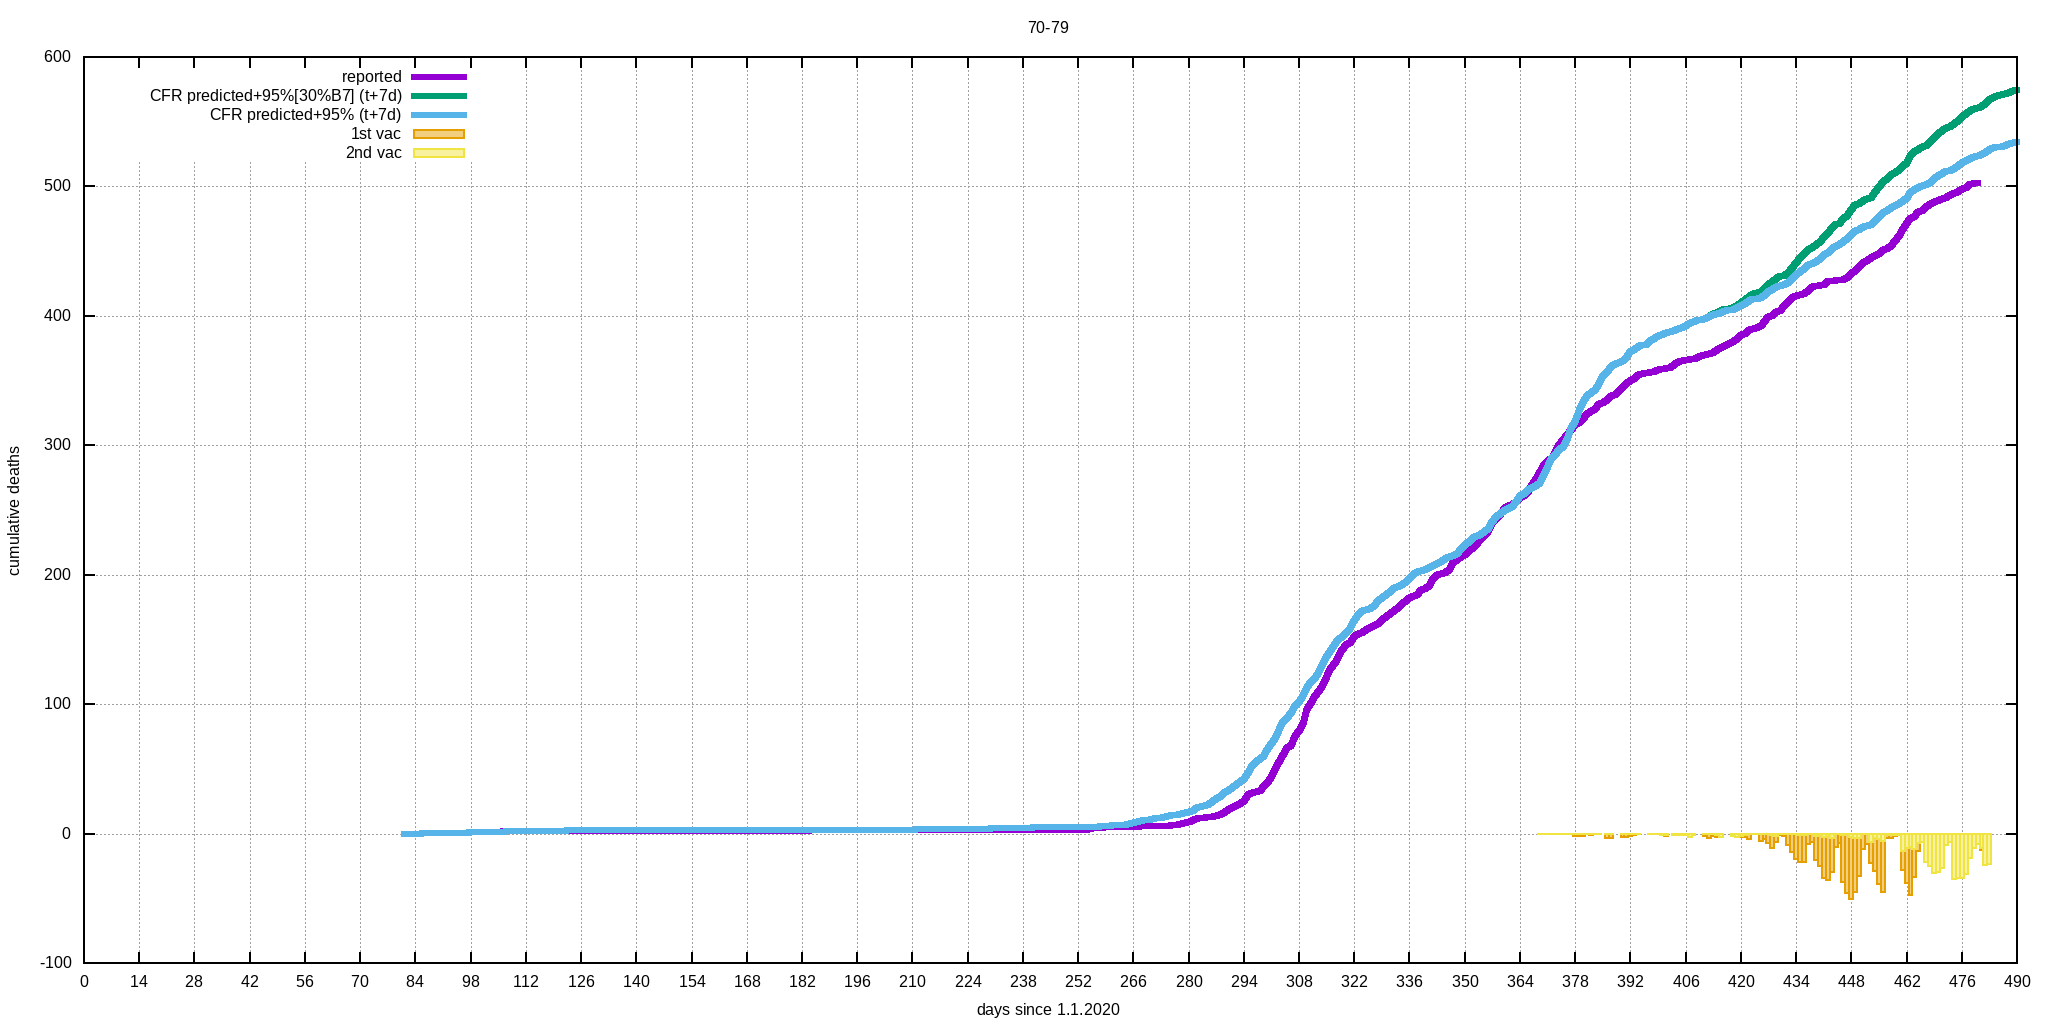 70-79
600
500
400
300
200
100
0
-100
cumulative deaths
reported
CFR predicted+95%[30%B7] (t+7d)
CFR predicted+95% (t+7d)
1st vac
2nd vac
0 14 28 42 56 70 84 98 112 126 140 154 168 182 196 210 224 238 252 266 280 294 308 322 336 350 364 378 392 406 420 434 448 462 476 490
days since 1.1.2020